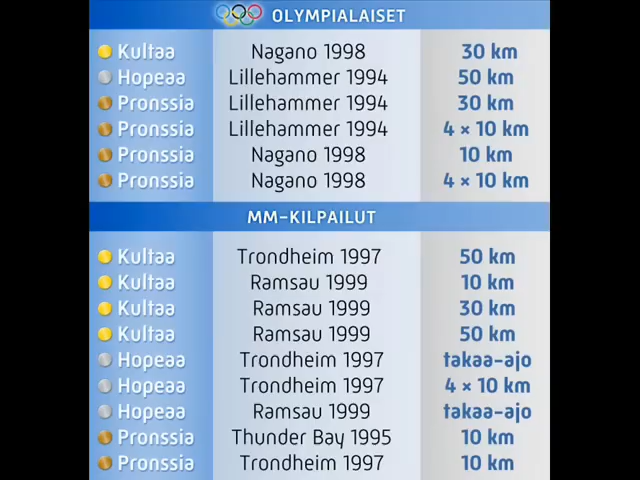 OLYMPIALAISET
Kultaa Nagano 1998 30 km
Hopeaa Lillehammer 1994 50 km
Pronssia Lillehammer 1994 30 km
Pronssia Lillehammer 1994 4 × 10 km
Pronssia Nagano 1998 10 km
Pronssia Nagano 1998 4 × 10 km
MM-KILPAILUT
Kultaa Trondheim 1997 50 km
Kultaa Ramsau 1999 10 km
Kultaa Ramsau 1999 30 km
Kultaa Ramsau 1999 50 km
Hopeaa Trondheim 1997 takaa-ajo
Hopeaa Trondheim 1997 4 × 10 km
Hopeaa Ramsau 1999 takaa-ajo
Pronssia Thunder Bay 1995 10 km
Pronssia Trondheim 1997 10 km